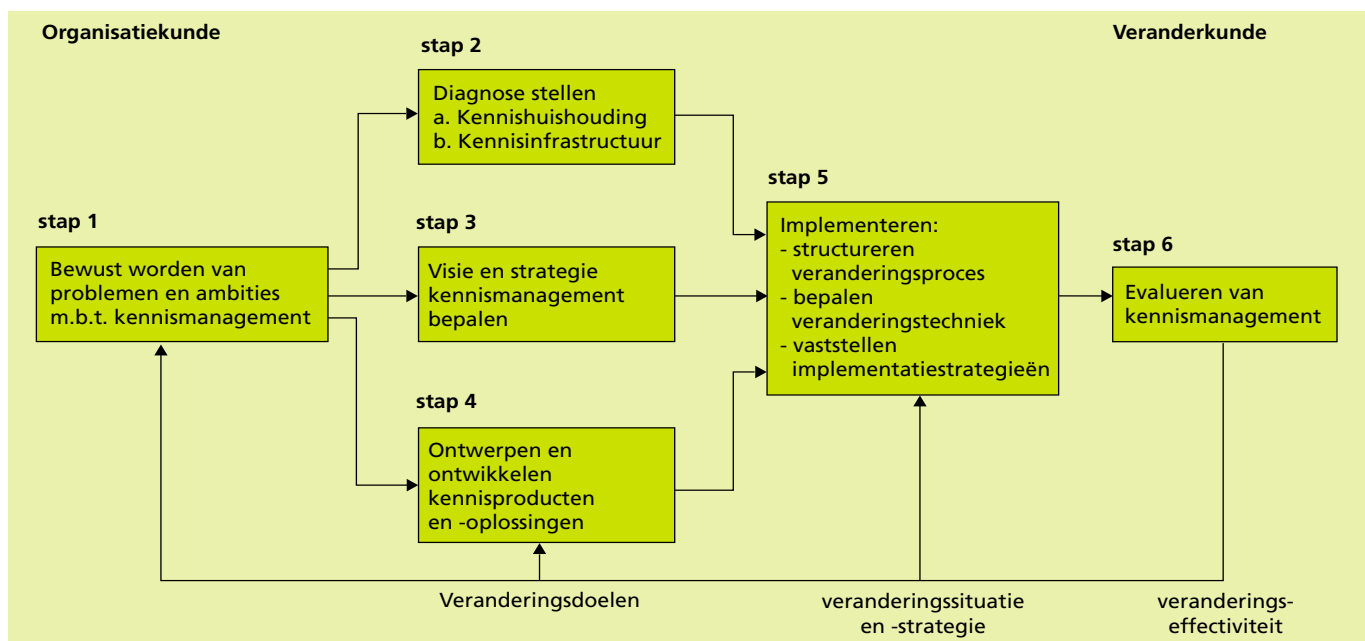 Organisatiekunde
Veranderkunde
stap 2
Diagnose stellen
a. Kennishuishouding
b. Kennisinfrastructuur
stap 1
Bewust worden van
problemen en ambities
m.b.t. kennismanagement
stap 3
Visie en strategie
kennismanagement
bepalen
stap 4
Ontwerpen en
ontwikkelen
kennisproducten
en -oplossingen
stap 5
Implementeren:
- structureren
veranderingsproces
- bepalen
veranderingstechniek
- vaststellen
implementatiestrategieën
stap 6
Evalueren van
kennismanagement
Veranderingsdoelen
veranderingssituatie
en -strategie
veranderings-
effectiviteit